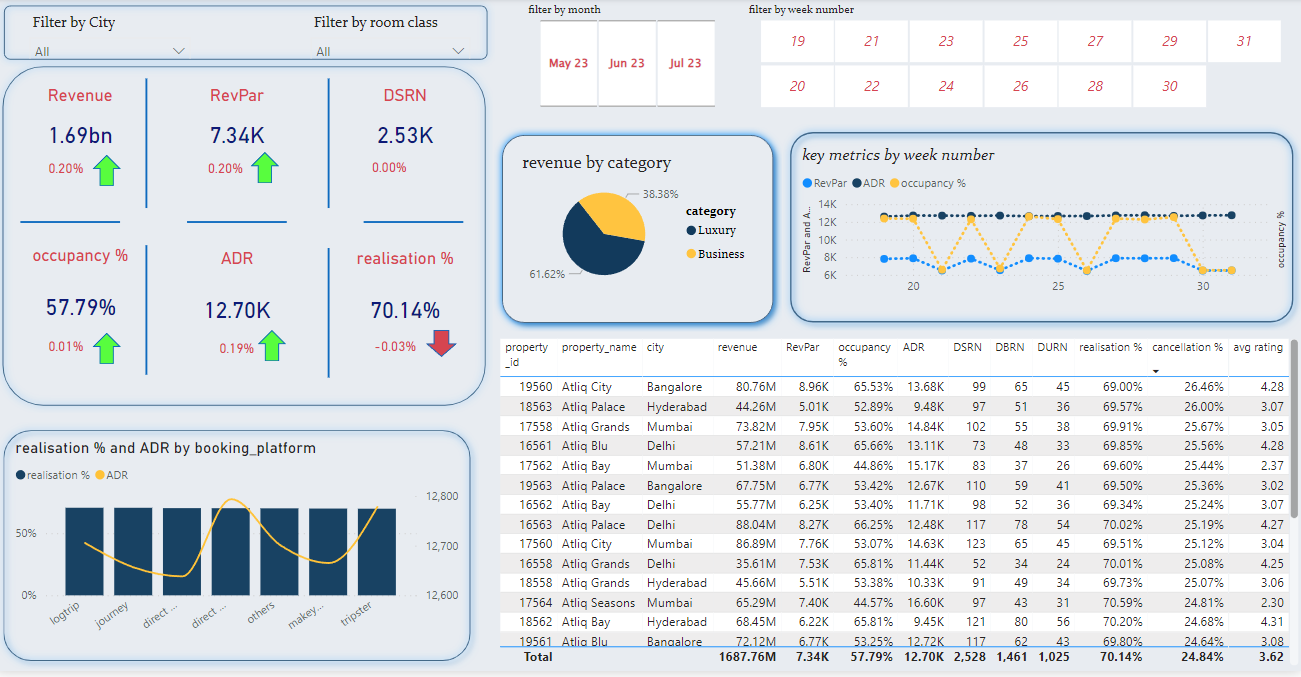 Filter by City
All
Filter by room class
All
filter by month
May 23 Jun 23 Jul 23
filter by week number
19 21 23 25 27 29 31
20 22 24 26 28 30
Revenue
1.69bn
0.20%
RevPar
7.34K
0.20%
DSRN
2.53K
0.00%
occupancy %
57.79%
0.01%
ADR
12.70K
0.19%
realisation %
70.14%
-0.03%
revenue by category
38.38%
61.62%
category
Luxury
Business
key metrics by week number
RevPar ADR occupancy %
RevPar and A...
14K
12K
10K
8K
6K
20 25 30
occupancy %
realisation % and ADR by booking_platform
realisation % ADR
50%
0%
12,800
12,700
12,600
logtrip journey direct ... direct ... others makey... tripster
property _id property_name city revenue RevPar occupancy % ADR DSRN DBRN DURN realisation % cancellation % avg rating
19560 Atliq City Bangalore 80.76M 8.96K 65.53% 13.68K 99 65 45 69.00% 26.46% 4.28
18563 Atliq Palace Hyderabad 44.26M 5.01K 52.89% 9.48K 97 51 36 69.57% 26.00% 3.07
17558 Atliq Grands Mumbai 73.82M 7.95K 53.60% 14.84K 102 55 38 69.91% 25.67% 3.05
16561 Atliq Blu Delhi 57.21M 8.61K 65.66% 13.11K 73 48 33 69.85% 25.56% 4.28
17562 Atliq Bay Mumbai 51.38M 6.80K 44.86% 15.17K 83 37 26 69.60% 25.44% 2.37
19563 Atliq Palace Bangalore 67.75M 6.77K 53.42% 12.67K 110 59 41 69.50% 25.36% 3.02
16562 Atliq Bay Delhi 55.77M 6.25K 53.40% 11.71K 98 52 36 69.34% 25.24% 3.07
16563 Atliq Palace Delhi 88.04M 8.27K 66.25% 12.48K 117 78 54 70.02% 25.19% 4.27
17560 Atliq City Mumbai 86.89M 7.76K 53.07% 14.63K 123 65 45 69.51% 25.12% 3.04
16558 Atliq Grands Delhi 35.61M 7.53K 65.81% 11.44K 52 34 24 70.01% 25.08% 4.25
18558 Atliq Grands Hyderabad 45.66M 5.51K 53.38% 10.33K 91 49 34 69.73% 25.07% 3.06
17564 Atliq Seasons Mumbai 65.29M 7.40K 44.57% 16.60K 97 43 31 70.59% 24.81% 2.30
18562 Atliq Bay Hyderabad 68.45M 6.22K 65.81% 9.45K 121 80 56 70.20% 24.68% 4.31
19561 Atliq Blu Bangalore 72.12M 6.77K 53.25% 12.72K 117 62 43 69.80% 24.64% 3.08
Total 1687.76M 7.34K 57.79% 12.70K 2,528 1,461 1,025 70.14% 24.84% 3.62